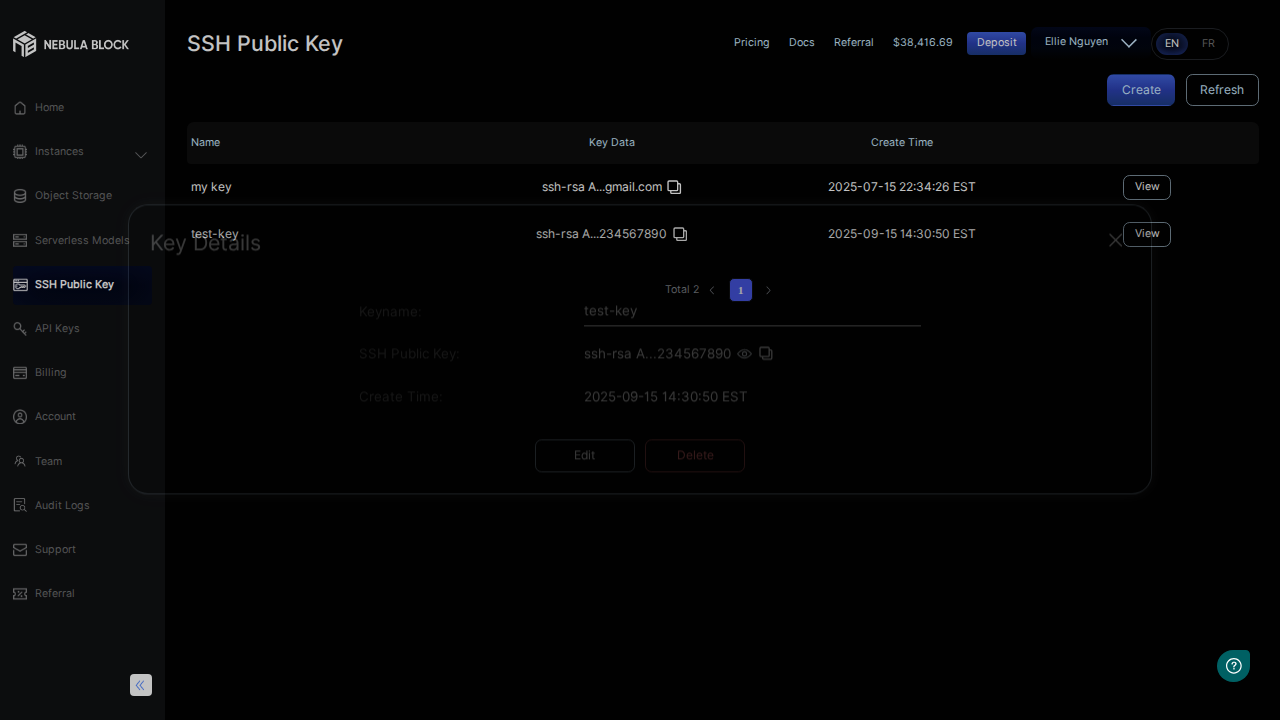 NEBULA BLOCK
SSH Public Key
Pricing Docs Referral $38,416.69 Deposit Ellie Nguyen EN FR
Create Refresh
Home
Instances
Object Storage
Serverless Models
SSH Public Key
API Keys
Billing
Account
Team
Audit Logs
Support
Referral
Name Key Data Create Time
my key ssh-rsa A...gmail.com 2025-07-15 22:34:26 EST View
test-key ssh-rsa A...234567890 2025-09-15 14:30:50 EST View
Total 2 1
Key Details
Keyname: test-key
SSH Public Key: ssh-rsa A...234567890
Create Time: 2025-09-15 14:30:50 EST
Edit Delete